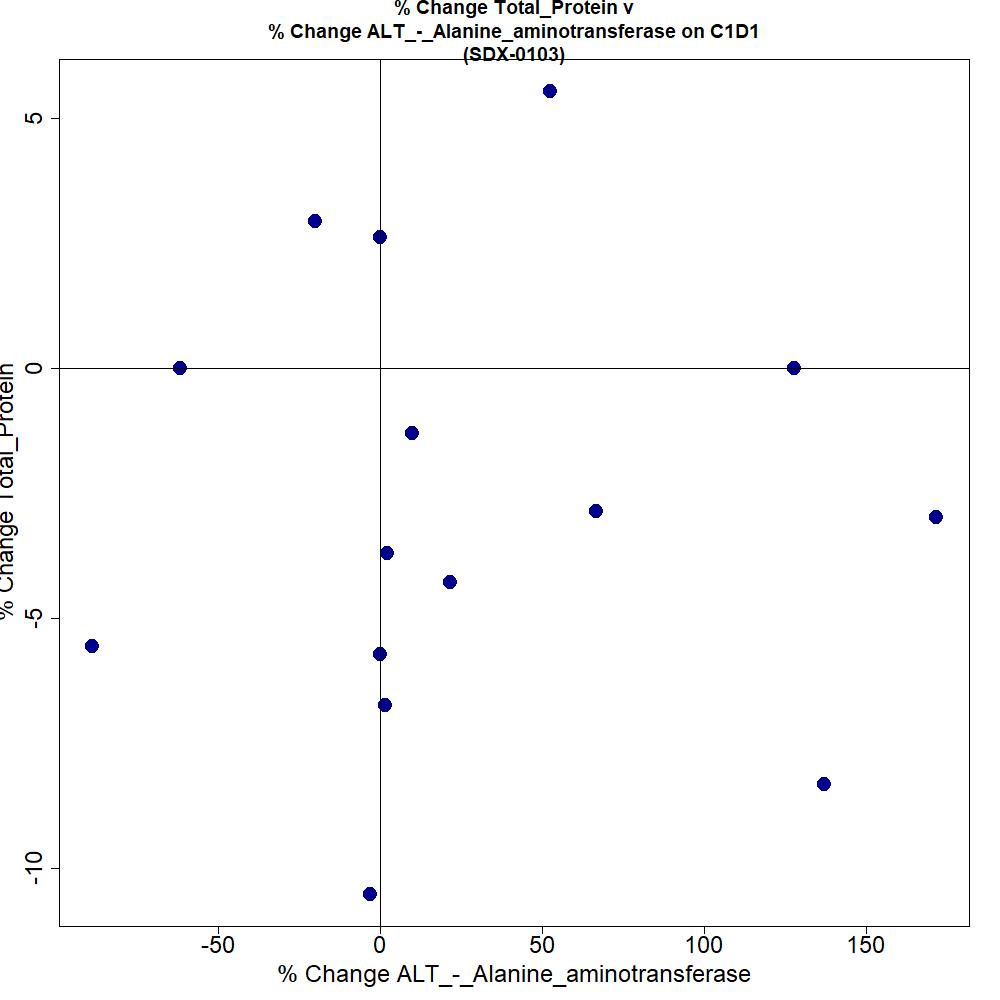 % Change Total_Protein v
% Change ALT_-_Alanine_aminotransferase on C1D1
(SDX-0103)
5
0
-5
-10
% Change Total_Protein
-50
0
50
100
150
% Change ALT_-_Alanine_aminotransferase